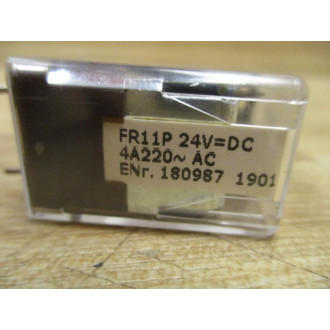 FR11P 24V=DC
4A220~ AC
ENr. 180987 1901